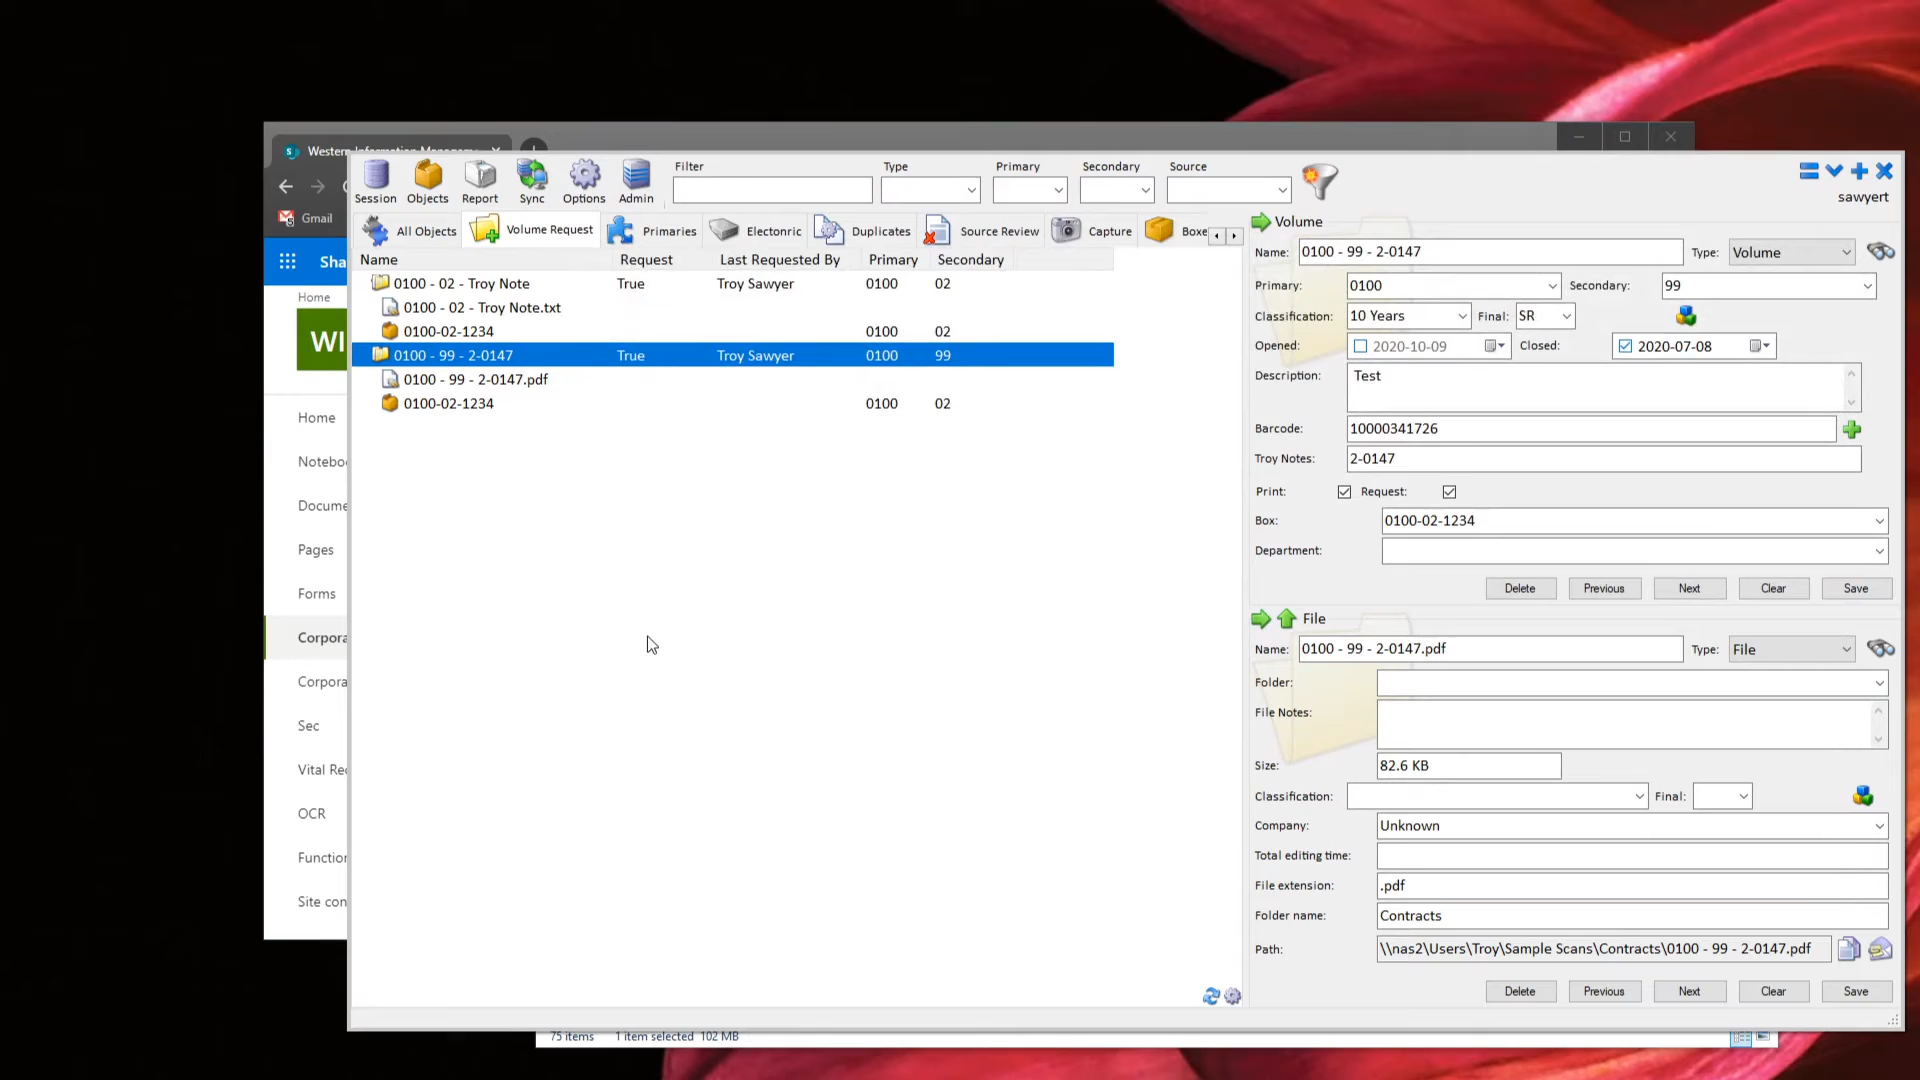 Western Information Manage
Gmail
Sha
Home
WI
Home
Notebo
Docume
Pages
Forms
Corpora
Corpora
Sec
Vital Re
OCR
Function
Site con
Session Objects Report Sync Options Admin
Filter Type Primary Secondary Source
All Objects Volume Request Primaries Electonric Duplicates Source Review Capture Boxe
Name Request Last Requested By Primary Secondary
0100 - 02 - Troy Note True Troy Sawyer 0100 02
0100 - 02 - Troy Note.txt
0100-02-1234 0100 02
0100 - 99 - 2-0147 True Troy Sawyer 0100 99
0100 - 99 - 2-0147.pdf
0100-02-1234 0100 02
sawyert
Volume
Name: 0100 - 99 - 2-0147 Type: Volume
Primary: 0100 Secondary: 99
Classification: 10 Years Final: SR
Opened: 2020-10-09 Closed: 2020-07-08
Description: Test
Barcode: 10000341726
Troy Notes: 2-0147
Print: Request:
Box: 0100-02-1234
Department:
Delete Previous Next Clear Save
File
Name: 0100 - 99 - 2-0147.pdf Type: File
Folder:
File Notes:
Size: 82.6 KB
Classification: Final:
Company: Unknown
Total editing time:
File extension: .pdf
Folder name: Contracts
Path: \\nas2\Users\Troy\Sample Scans\Contracts\0100 - 99 - 2-0147.pdf
Delete Previous Next Clear Save
75 items 1 item selected 102 MB